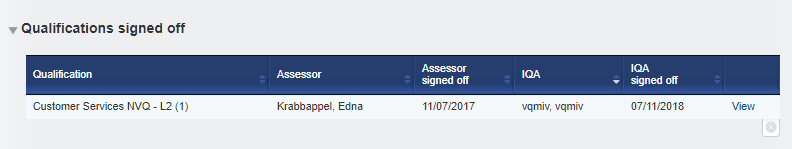 Qualifications signed off
Qualification Assessor Assessor signed off IQA IQA signed off
Customer Services NVQ - L2 (1) Krabbappel, Edna 11/07/2017 vqmiv, vqmiv 07/11/2018 View